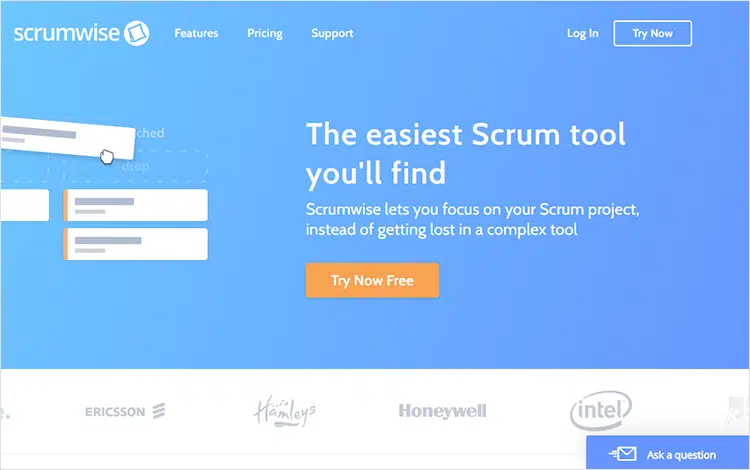 scrumwise
Features
Pricing
Support
Log In
Try Now
ched
drop
The easiest Scrum tool
you'll find
Scrumwise lets you focus on your Scrum project,
instead of getting lost in a complex tool
Try Now Free
e.
ERICSSON
Hamleys
Honeywell
intel
Ask a question